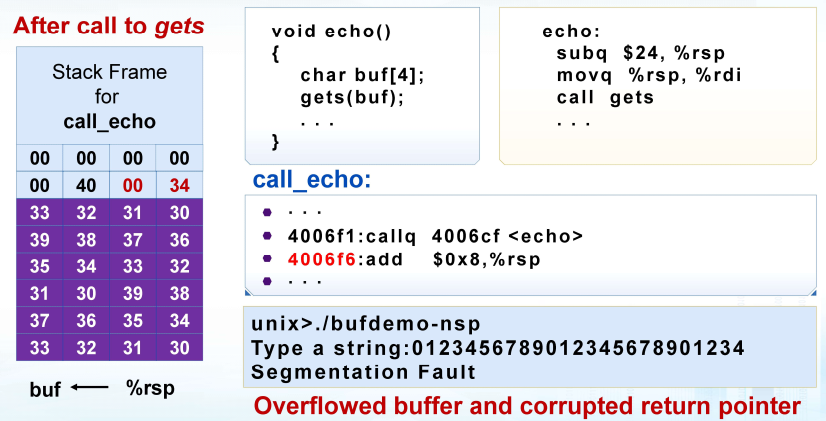 After call to gets
Stack Frame
for
call_echo
00 00 00 00
00 40 00 34
33 32 31 30
39 38 37 36
35 34 33 32
31 30 39 38
37 36 35 34
33 32 31 30
buf ← %rsp
void echo()
{
char buf[4];
gets(buf);
. . .
}
echo:
subq $24, %rsp
movq %rsp, %rdi
call gets
. . .
call_echo:
. . .
4006f1:callq 4006cf <echo>
4006f6:add $0x8,%rsp
. . .
unix>./bufdemo-nsp
Type a string:0123456789012345678901234
Segmentation Fault
Overflowed buffer and corrupted return pointer